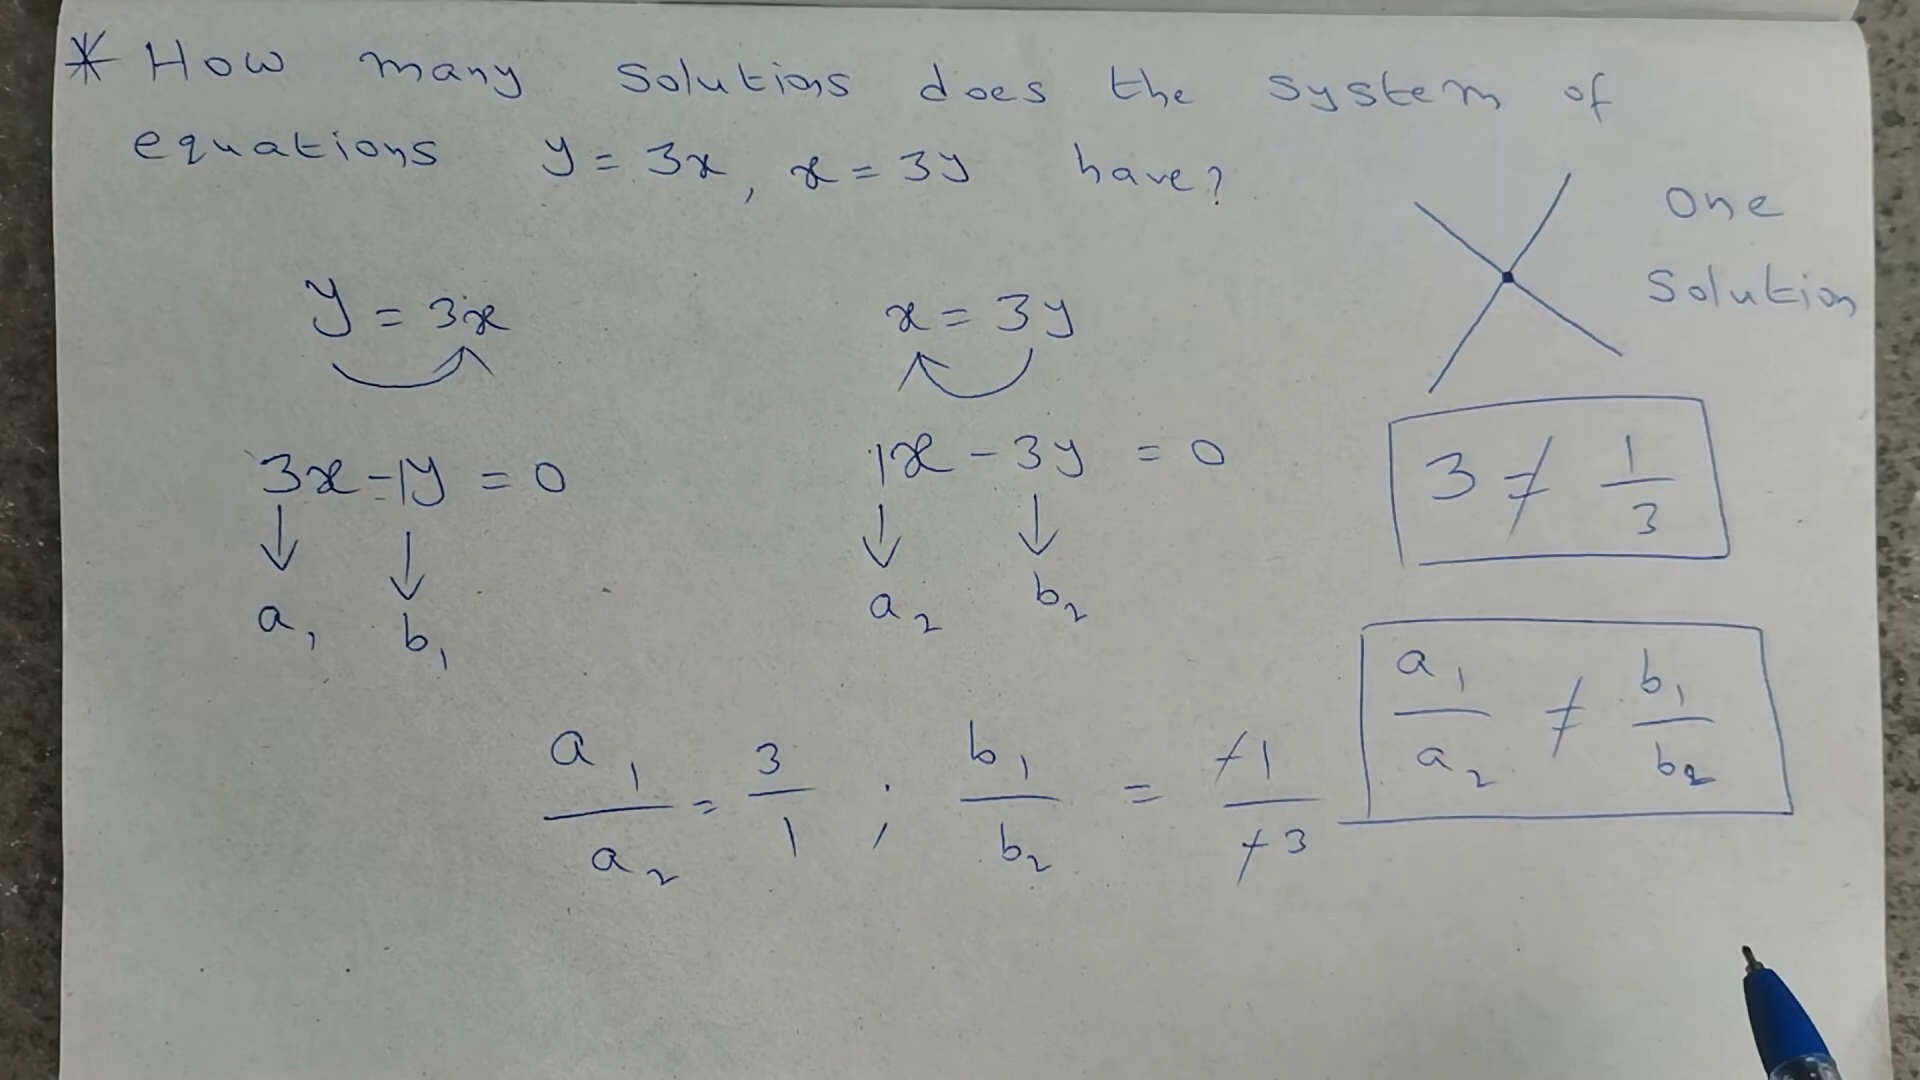 * How many solutions does the system of
equations y = 3x, x = 3y have?
One
solution
y = 3x
x = 3y
3x - 1y = 0
1x - 3y = 0
3 ≠ 1/3
a₁ b₁
a₂ b₂
a₁/a₂ ≠ b₁/b₂
a₁/a₂ = 3/1 ; b₁/b₂ = -1/-3